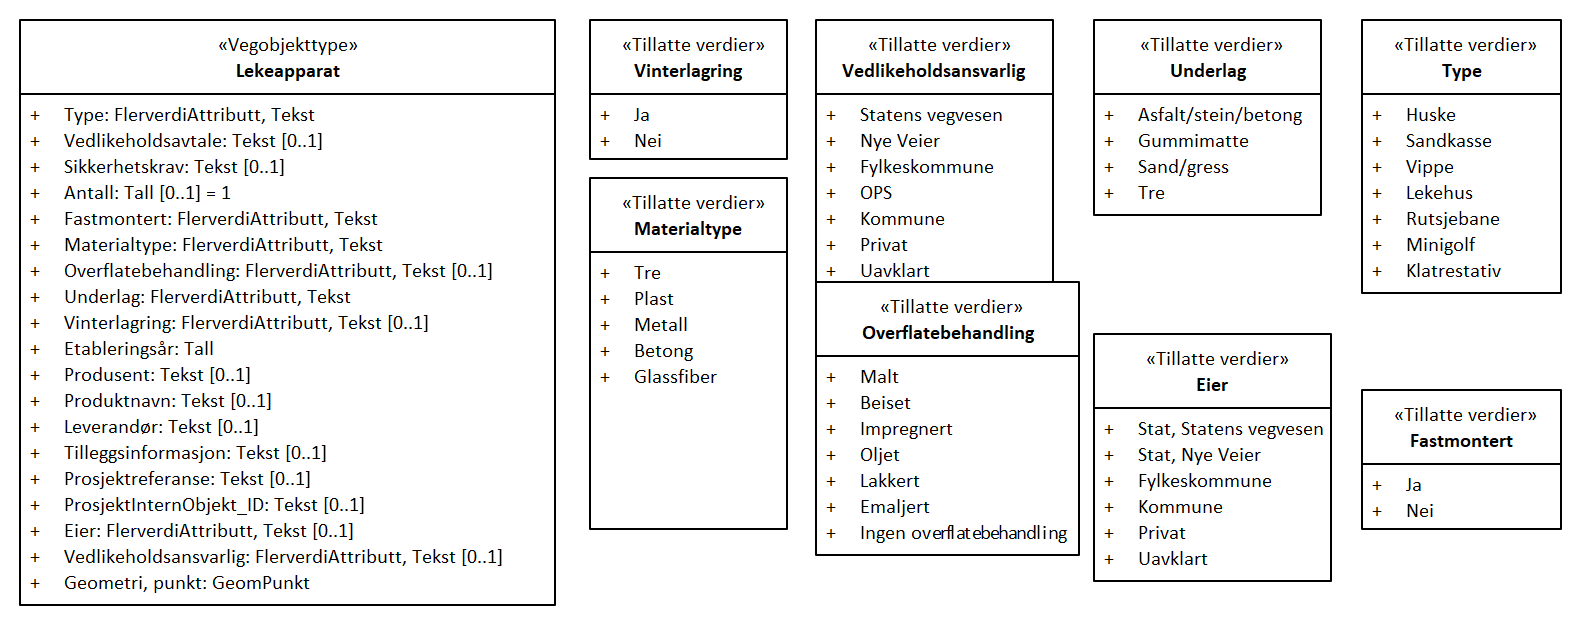 «Vegobjekttype»
Lekeapparat
+ Type: FlerverdiAttributt, Tekst
+ Vedlikeholdsavtale: Tekst [0..1]
+ Sikkerhetskrav: Tekst [0..1]
+ Antall: Tall [0..1] = 1
+ Fastmontert: FlerverdiAttributt, Tekst
+ Materialtype: FlerverdiAttributt, Tekst
+ Overflatebehandling: FlerverdiAttributt, Tekst [0..1]
+ Underlag: FlerverdiAttributt, Tekst
+ Vinterlagring: FlerverdiAttributt, Tekst [0..1]
+ Etableringsår: Tall
+ Produsent: Tekst [0..1]
+ Produktnavn: Tekst [0..1]
+ Leverandør: Tekst [0..1]
+ Tilleggsinformasjon: Tekst [0..1]
+ Prosjektreferanse: Tekst [0..1]
+ ProsjektInternObjekt_ID: Tekst [0..1]
+ Eier: FlerverdiAttributt, Tekst [0..1]
+ Vedlikeholdsansvarlig: FlerverdiAttributt, Tekst [0..1]
+ Geometri, punkt: GeomPunkt
«Tillatte verdier»
Vinterlagring
+ Ja
+ Nei
«Tillatte verdier»
Materialtype
+ Tre
+ Plast
+ Metall
+ Betong
+ Glassfiber
«Tillatte verdier»
Vedlikeholdsansvarlig
+ Statens vegvesen
+ Nye Veier
+ Fylkeskommune
+ OPS
+ Kommune
+ Privat
+ Uavklart
«Tillatte verdier»
Overflatebehandling
+ Malt
+ Beiset
+ Impregnert
+ Oljet
+ Lakkert
+ Emaljert
+ Ingen overflatebehandling
«Tillatte verdier»
Underlag
+ Asfalt/stein/betong
+ Gummimatte
+ Sand/gress
+ Tre
«Tillatte verdier»
Eier
+ Stat, Statens vegvesen
+ Stat, Nye Veier
+ Fylkeskommune
+ Kommune
+ Privat
+ Uavklart
«Tillatte verdier»
Type
+ Huske
+ Sandkasse
+ Vippe
+ Lekehus
+ Rutsjebane
+ Minigolf
+ Klatrestativ
«Tillatte verdier»
Fastmontert
+ Ja
+ Nei